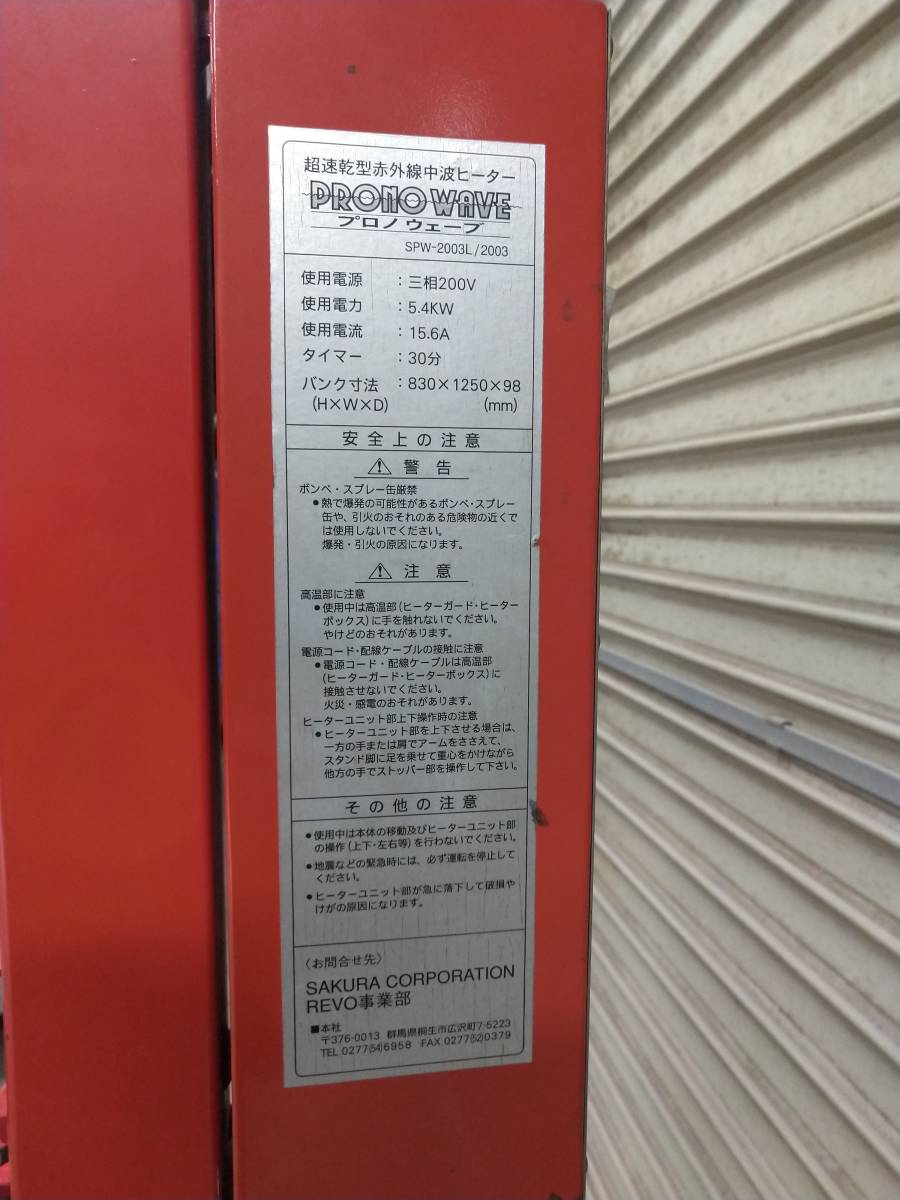 超速乾型赤外線中波ヒーター
PRONO WAVE
プロノ ウェーブ
SPW-2003L/2003
使用電源 : 三相200V
使用電力 : 5.4KW
使用電流 : 15.6A
タイマー : 30分
バンク寸法 : 830×1250×98
(H×W×D) (mm)
安全上の注意
⚠ 警告
ボンベ・スプレー缶厳禁
●熱で爆発の可能性があるボンベ・スプレー
缶や、引火のおそれのある危険物の近くで
は使用しないでください。
爆発・引火の原因になります。
⚠ 注意
高温部に注意
●使用中は高温部(ヒーターガード・ヒーター
ボックス)に手を触れないでください。
やけどのおそれがあります。
電源コード・配線ケーブルの接触に注意
●電源コード・配線ケーブルは高温部
(ヒーターガード・ヒーターボックス)に
接触させないでください。
火災・感電のおそれがあります。
ヒーターユニット部上下操作時の注意
●ヒーターユニット部を上下させる場合は、
一方の手または肩でアームをささえて、
スタンド脚に足を乗せて重心をかけながら
他方の手でストッパー部を操作して下さい。
その他の注意
●使用中は本体の移動及びヒーターユニット部
の操作(上下・左右等)を行わないでください。
●地震などの緊急時には、必ず運転を停止して
ください。
●ヒーターユニット部が急に落下して破損や
けがの原因になります。
〈お問合せ先〉
SAKURA CORPORATION
REVO事業部
■本社
〒376-0013 群馬県桐生市広沢町7-5223
TEL 0277(54)6958 FAX 0277(52)0379